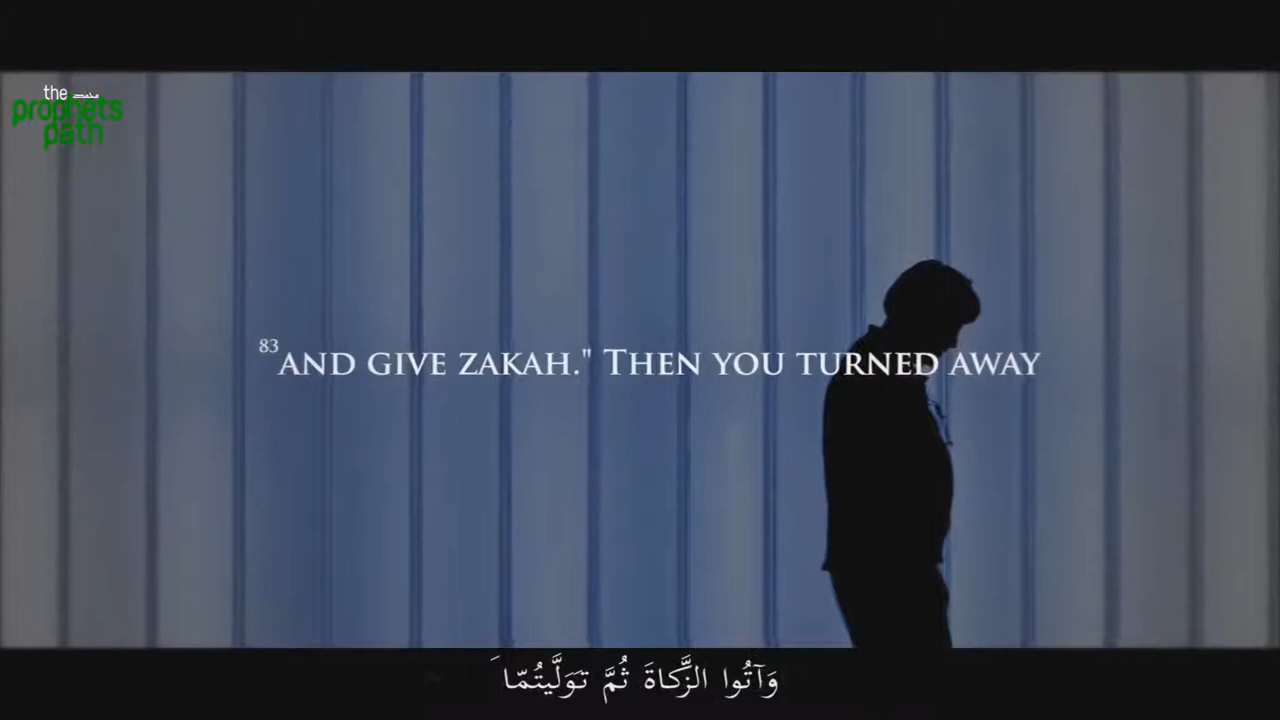 the
prophets
path
83 AND GIVE ZAKAH." THEN YOU TURNED AWAY
وَآتُوا الزَّكَاةَ ثُمَّ تَوَلَّيْتُمّا َ